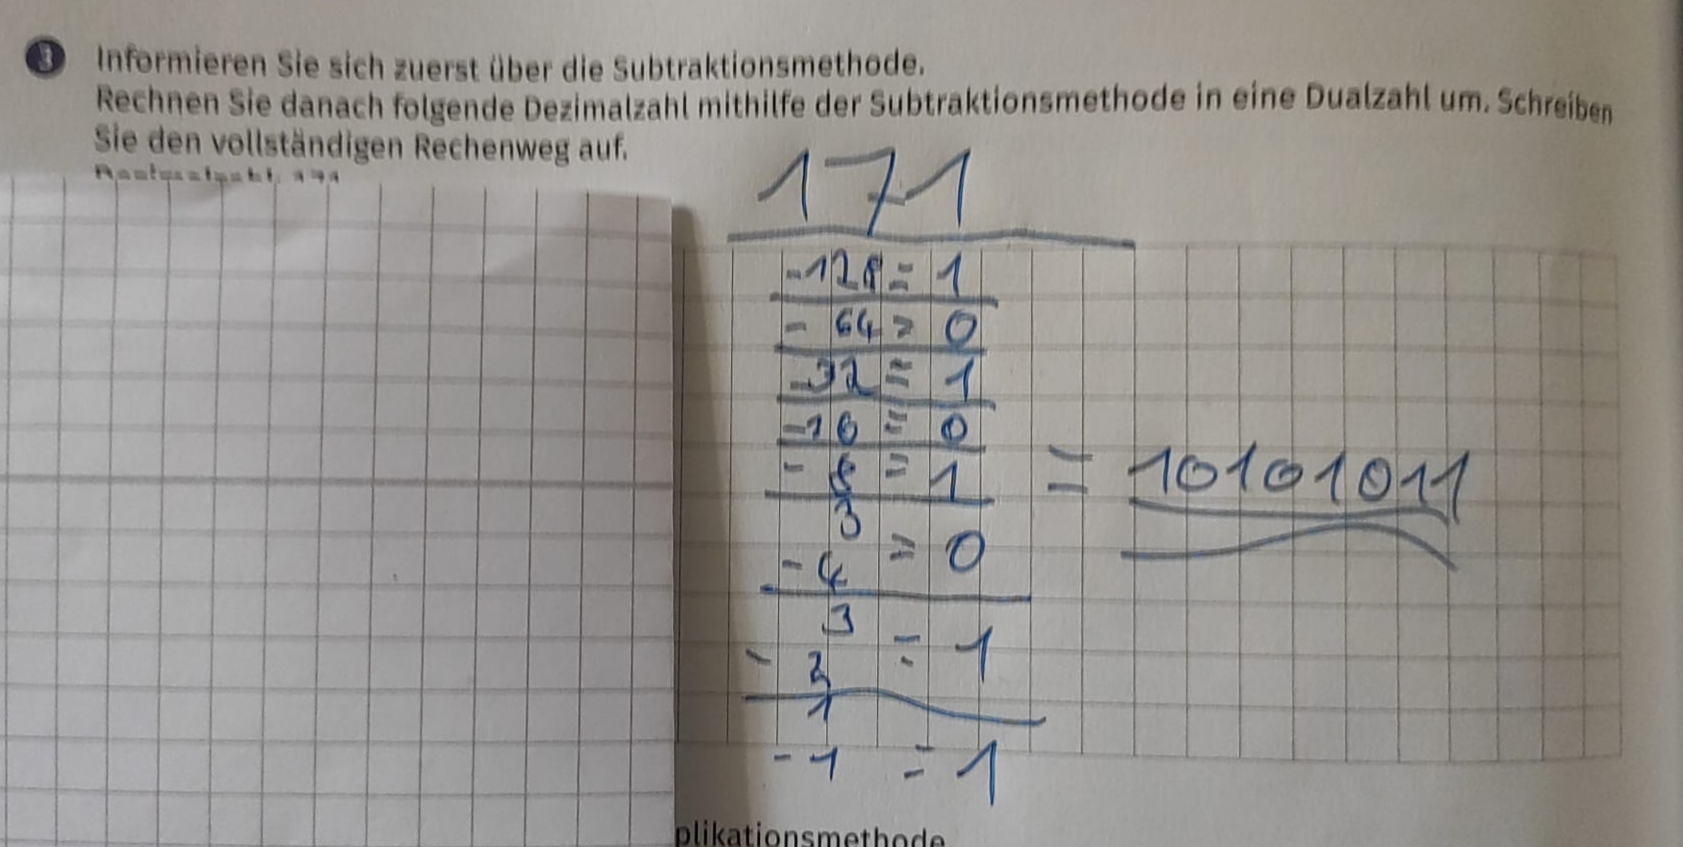 3 Informieren Sie sich zuerst über die Subtraktionsmethode.
Rechnen Sie danach folgende Dezimalzahl mithilfe der Subtraktionsmethode in eine Dualzahl um. Schreiben
Sie den vollständigen Rechenweg auf.
171
-128 = 1
- 64 = 0
-32 = 1
-16 = 0
- 8 = 1
3
- 4 = 0
3
- 2 = 1
1
-1 = 1
= 10101011
plikationsmethode